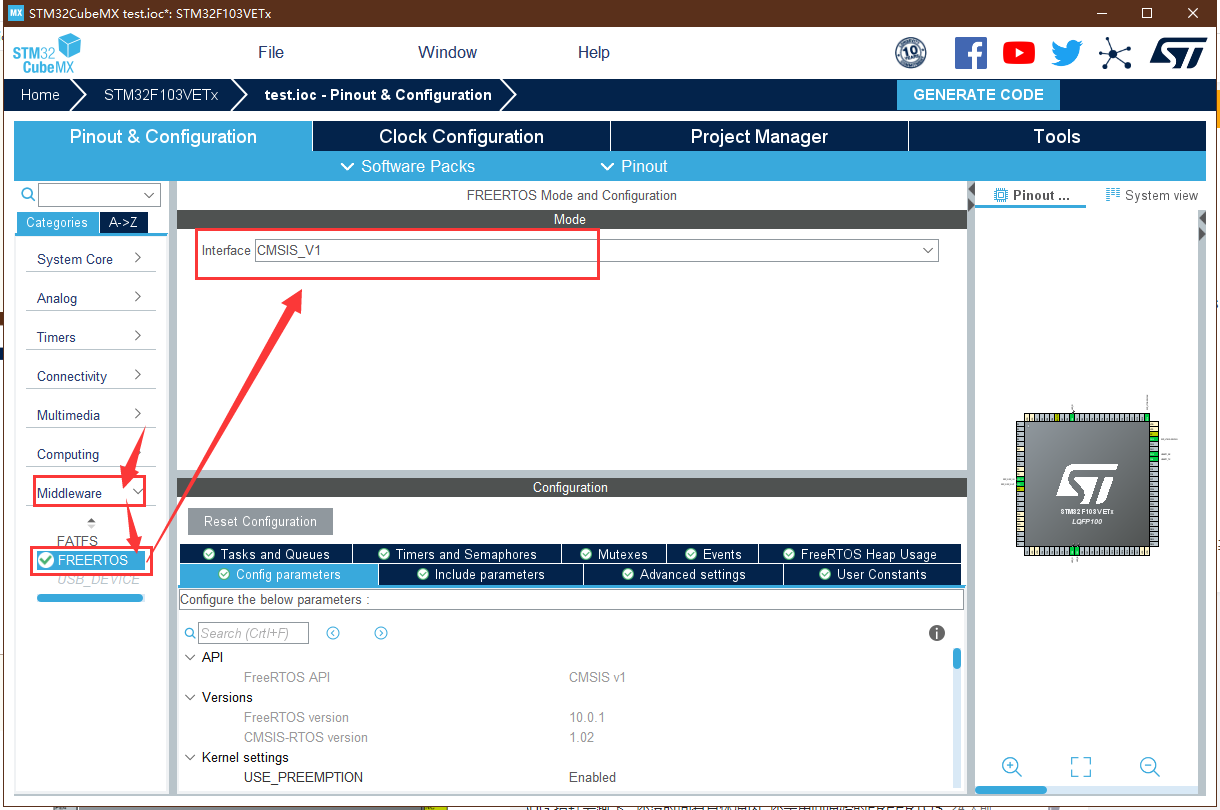 MX STM32CubeMX test.ioc*: STM32F103VETx
STM32
CubeMX
File Window Help
10
YEARS
Home STM32F103VETx test.ioc - Pinout & Configuration GENERATE CODE
Pinout & Configuration Clock Configuration Project Manager Tools
Software Packs Pinout
FREERTOS Mode and Configuration
Pinout ... System view
Categories A->Z
Mode
Interface CMSIS_V1
System Core
Analog
Timers
Connectivity
Multimedia
Computing
Middleware
FATFS
FREERTOS
USB_DEVICE
Configuration
Reset Configuration
Tasks and Queues Timers and Semaphores Mutexes Events FreeRTOS Heap Usage
Config parameters Include parameters Advanced settings User Constants
Configure the below parameters :
Search (Crtl+F)
API
FreeRTOS API CMSIS v1
Versions
FreeRTOS version 10.0.1
CMSIS-RTOS version 1.02
Kernel settings
USE_PREEMPTION Enabled
STM32F103VETx
LQFP100